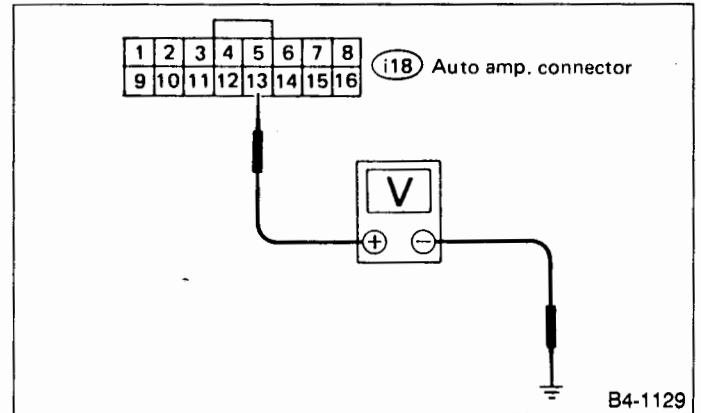 1 2 3 4 5 6 7 8
9 10 11 12 13 14 15 16
i18 Auto amp. connector
V
+ −
B4-1129